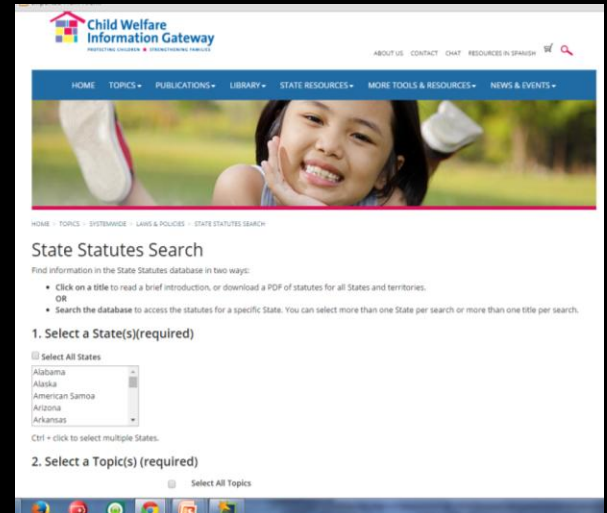 Child Welfare
Information Gateway
PROTECTING CHILDREN ■ STRENGTHENING FAMILIES
ABOUT US CONTACT CHAT RESOURCES IN SPANISH
HOME TOPICS PUBLICATIONS LIBRARY STATE RESOURCES MORE TOOLS & RESOURCES NEWS & EVENTS
HOME > TOPICS > SYSTEMWIDE > LAWS & POLICIES > STATE STATUTES SEARCH
State Statutes Search
Find information in the State Statutes database in two ways:
• Click on a title to read a brief introduction, or download a PDF of statutes for all States and territories.
OR
• Search the database to access the statutes for a specific State. You can select more than one State per search or more than one title per search.
1. Select a State(s)(required)
Select All States
Alabama
Alaska
American Samoa
Arizona
Arkansas
Ctrl + click to select multiple States.
2. Select a Topic(s) (required)
Select All Topics